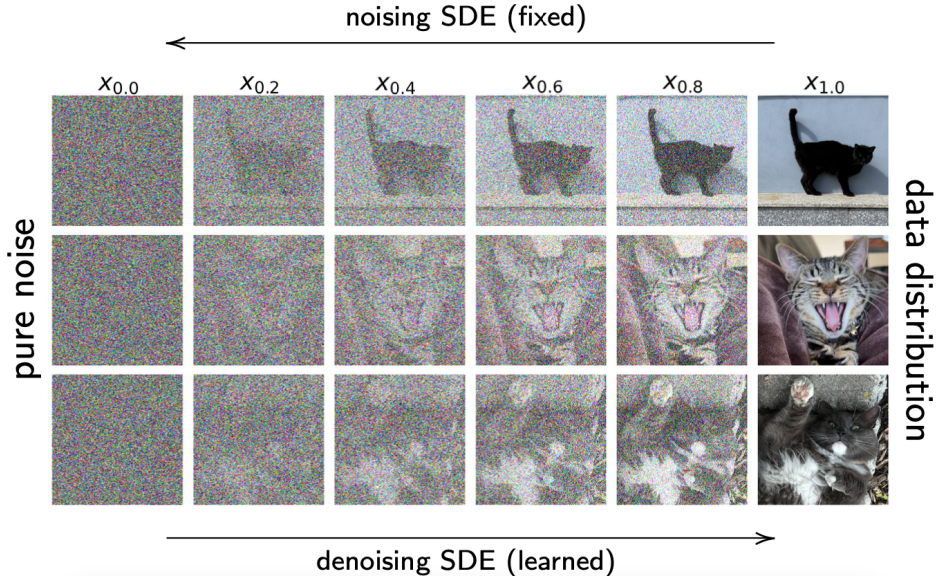 noising SDE (fixed)
x0.0 x0.2 x0.4 x0.6 x0.8 x1.0
pure noise
data distribution
denoising SDE (learned)